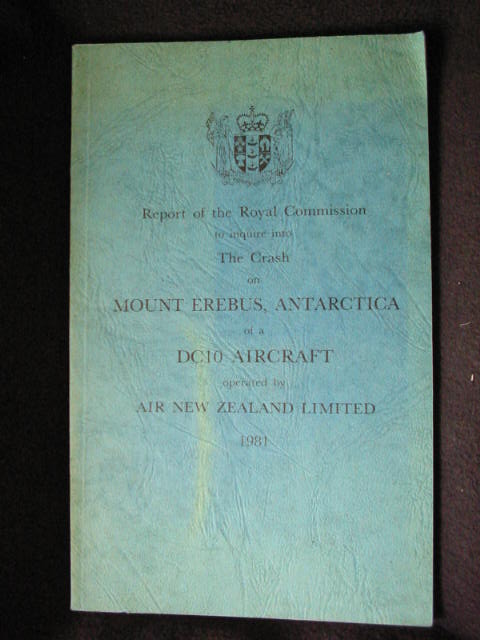 Report of the Royal Commission
to inquire into
The Crash
on
MOUNT EREBUS, ANTARCTICA
of a
DC10 AIRCRAFT
operated by
AIR NEW ZEALAND LIMITED
1981